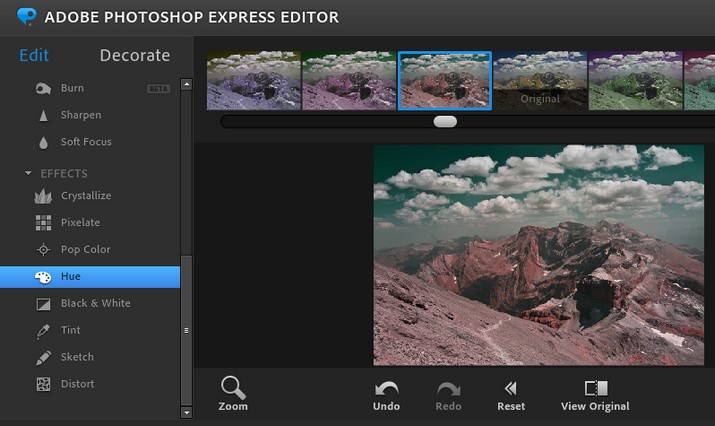 ADOBE PHOTOSHOP EXPRESS EDITOR
Edit
Decorate
Burn
BETA
Sharpen
Soft Focus
EFFECTS
Crystallize
Pixelate
Pop Color
Hue
Black & White
Tint
Sketch
Distort
Original
Zoom
Undo
Redo
Reset
View Original